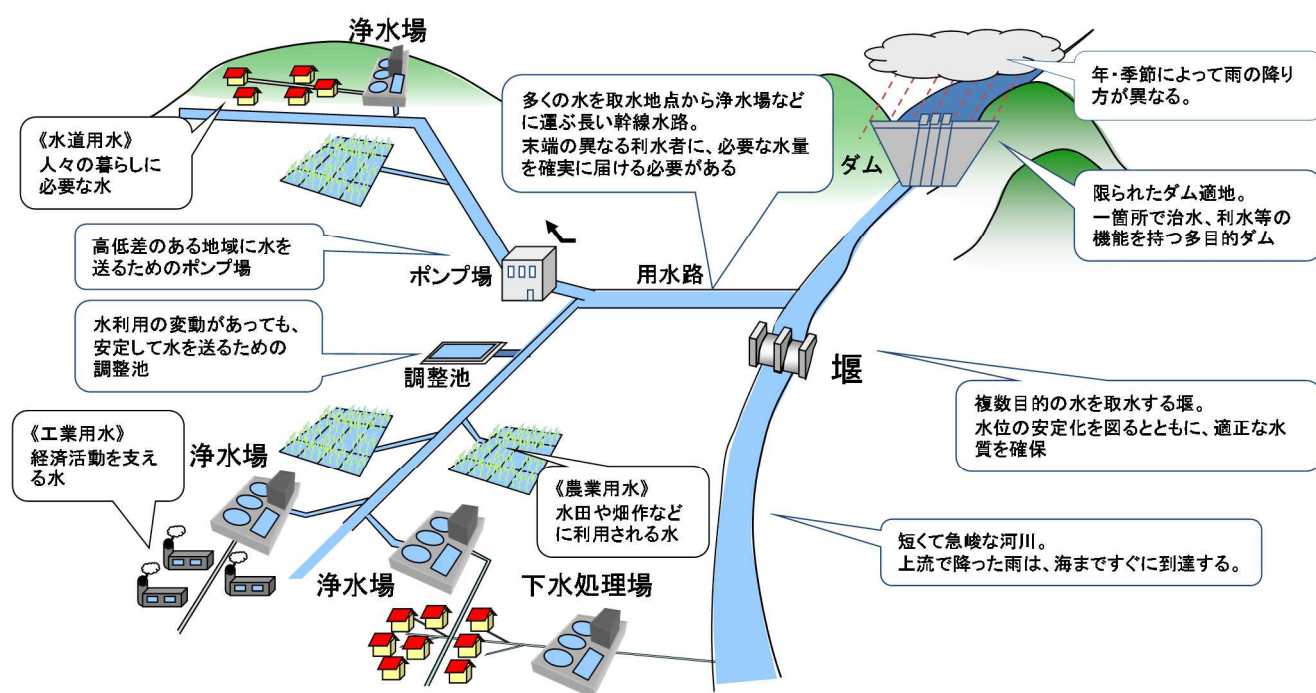 浄水場
年・季節によって雨の降り
方が異なる。
多くの水を取水地点から浄水場など
に運ぶ長い幹線水路。
末端の異なる利水者に、必要な水量
を確実に届ける必要がある
《水道用水》
人々の暮らしに
必要な水
ダム
限られたダム適地。
一箇所で治水、利水等の
機能を持つ多目的ダム
高低差のある地域に水を
送るためのポンプ場
ポンプ場
用水路
水利用の変動があっても、
安定して水を送るための
調整池
調整池
堰
複数目的の水を取水する堰。
水位の安定化を図るとともに、適正な水
質を確保
《工業用水》
経済活動を支え
る水
浄水場
《農業用水》
水田や畑作など
に利用される水
短くて急峻な河川。
上流で降った雨は、海まですぐに到達する。
浄水場
下水処理場